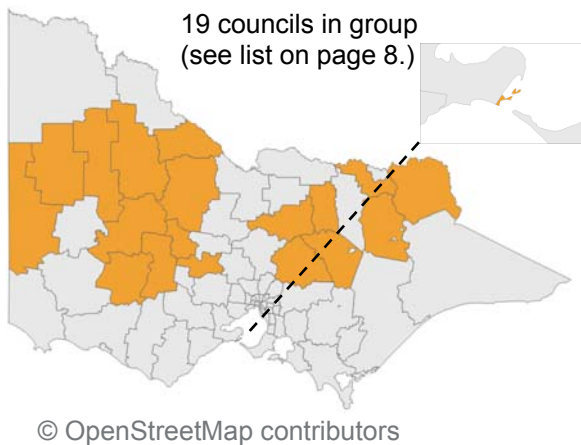 19 councils in group
(see list on page 8.)
© OpenStreetMap contributors